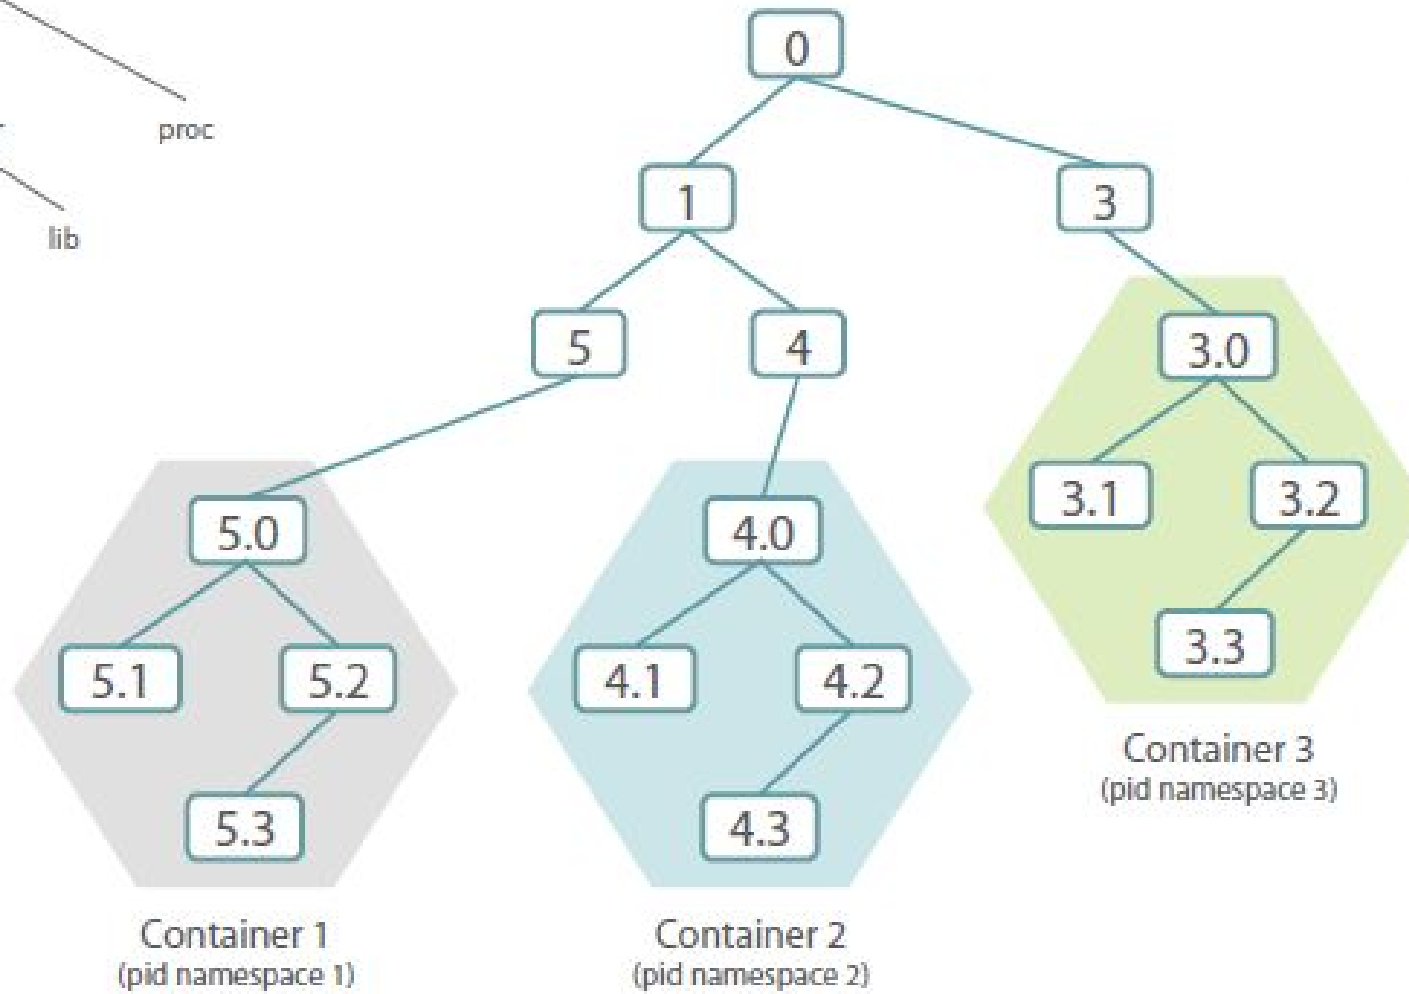 0
proc
1
3
lib
5
4
3.0
3.1
3.2
5.0
4.0
3.3
5.1
5.2
4.1
4.2
Container 3
(pid namespace 3)
5.3
4.3
Container 1
(pid namespace 1)
Container 2
(pid namespace 2)